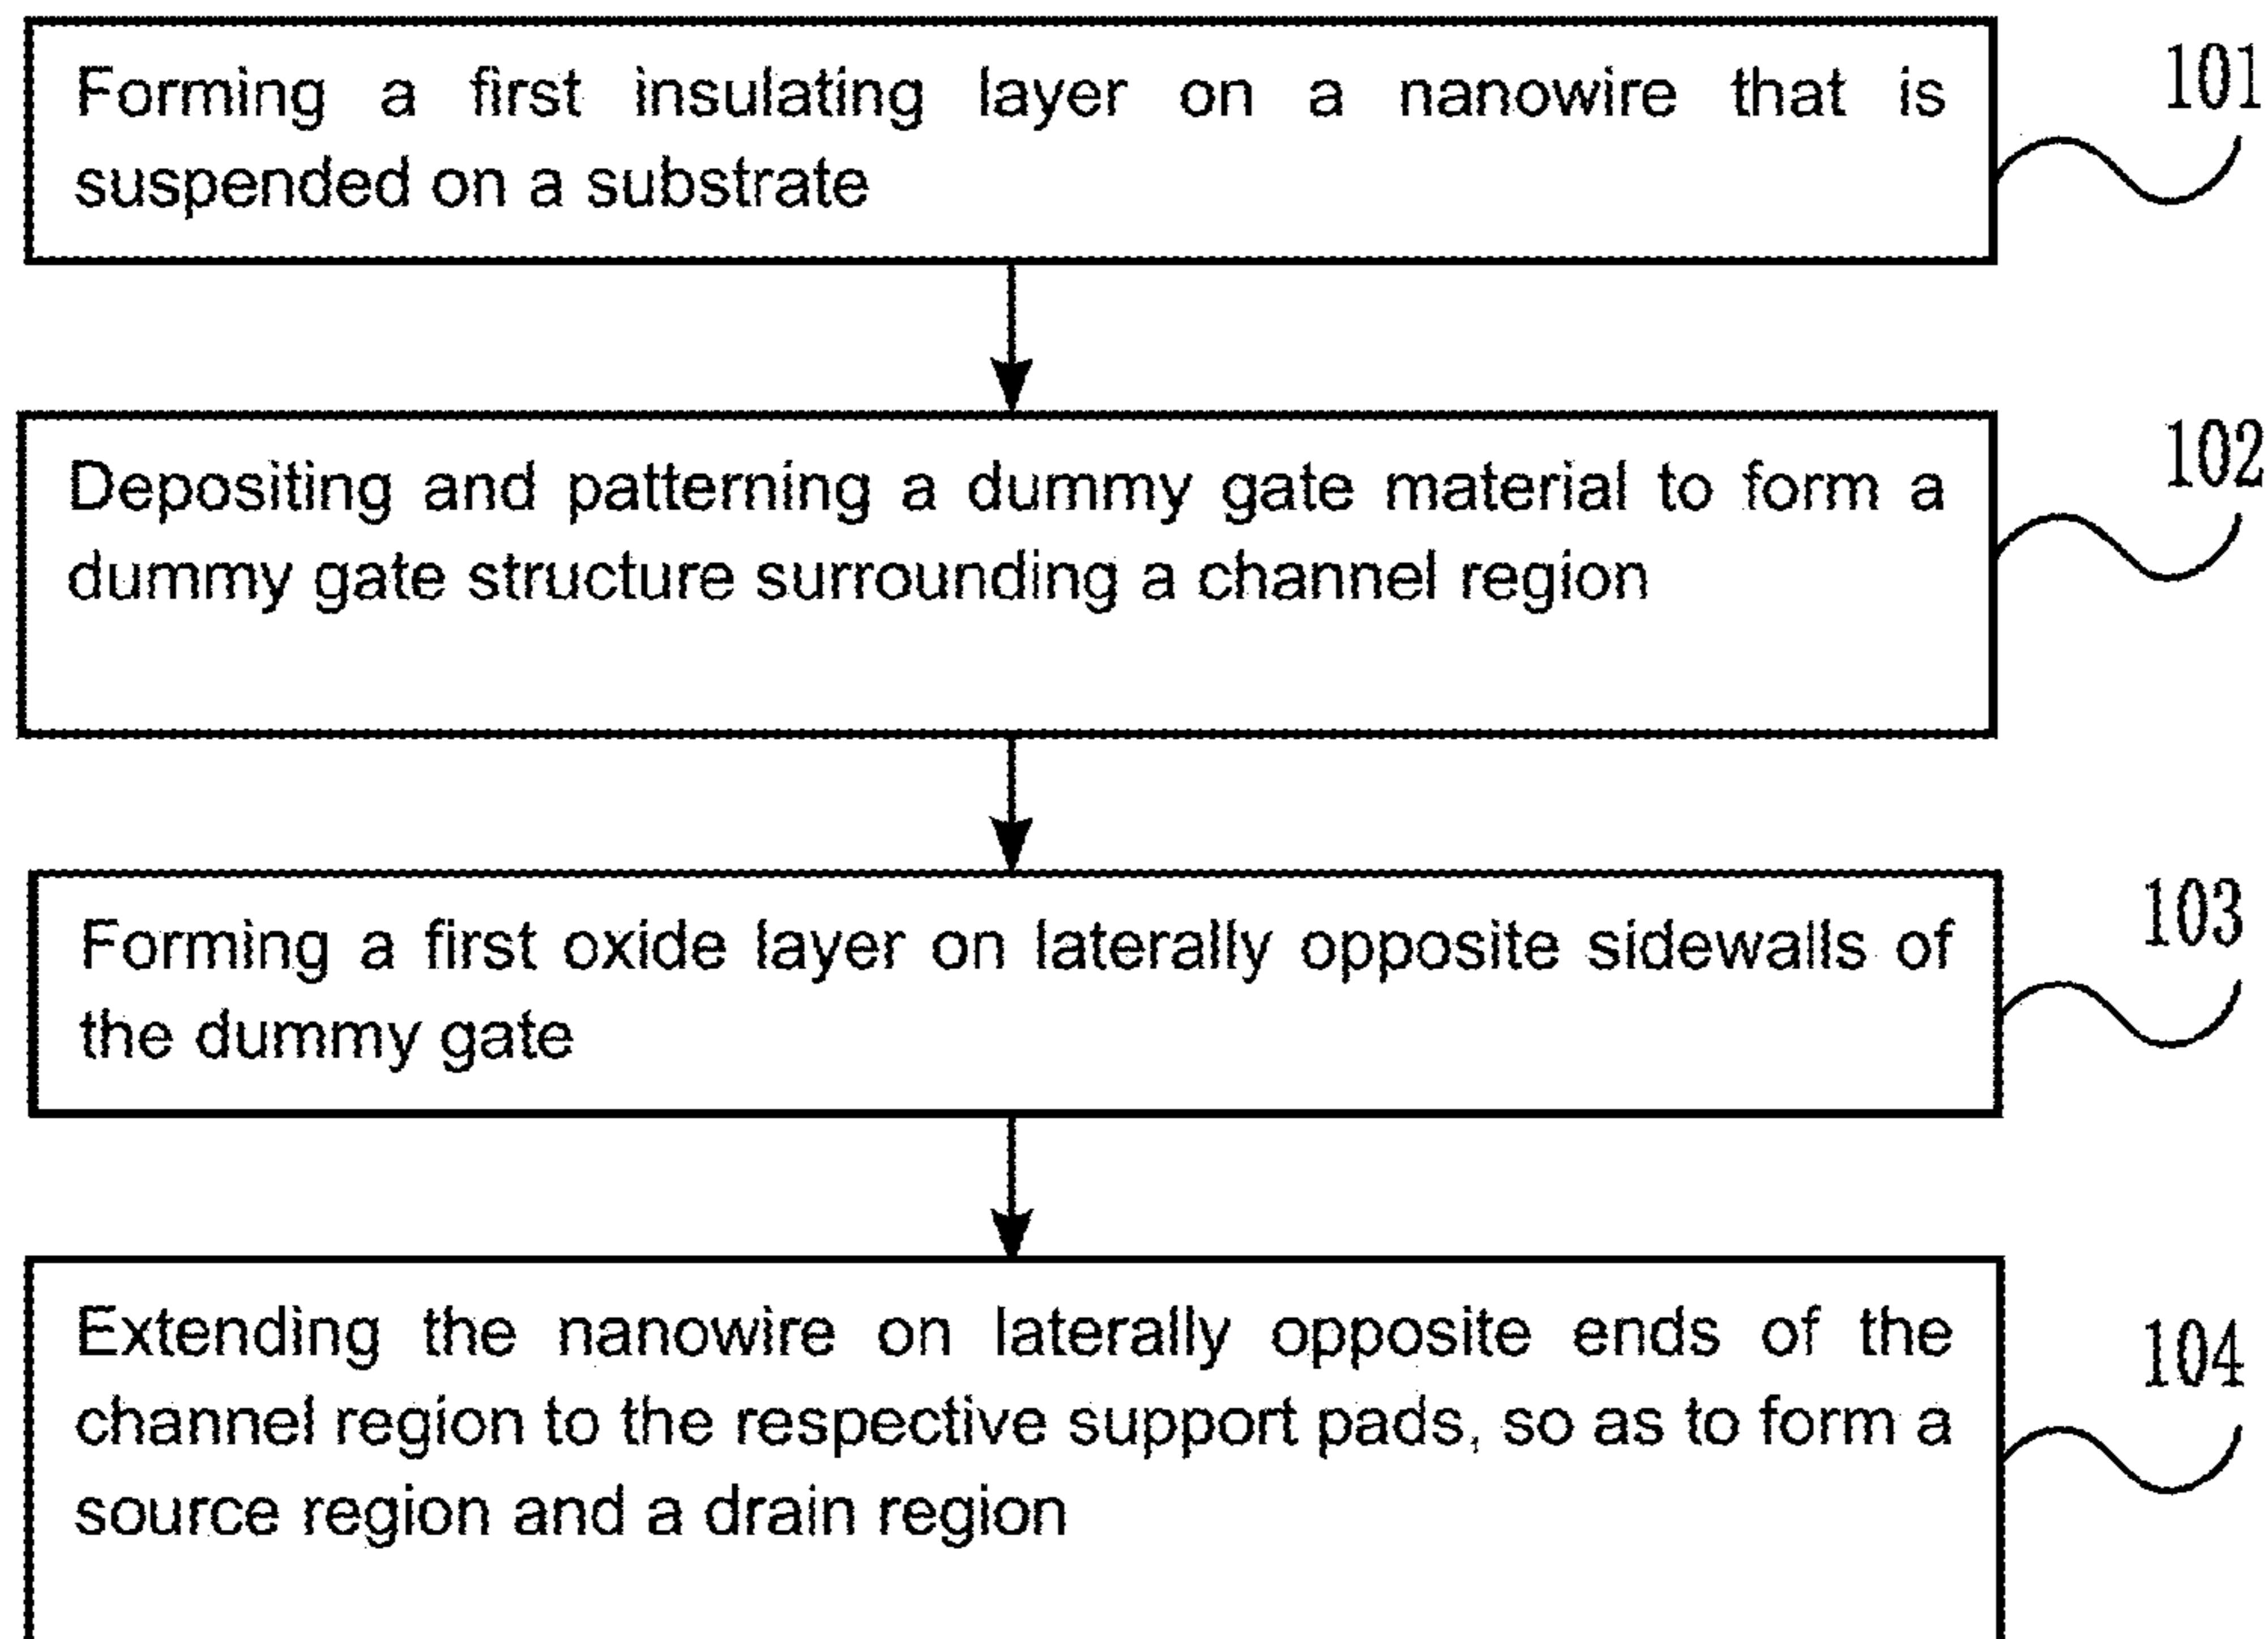 Forming a first insulating layer on a nanowire that is
suspended on a substrate
101
Depositing and patterning a dummy gate material to form a
dummy gate structure surrounding a channel region
102
Forming a first oxide layer on laterally opposite sidewalls of
the dummy gate
103
Extending the nanowire on laterally opposite ends of the
channel region to the respective support pads, so as to form a
source region and a drain region
104